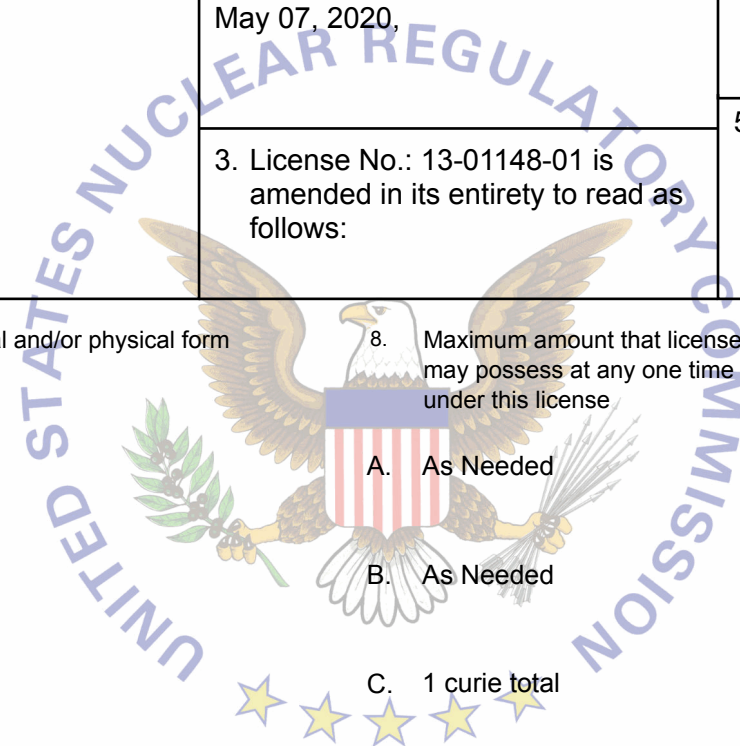 May 07, 2020,
5
3. License No.: 13-01148-01 is
amended in its entirety to read as
follows:
l and/or physical form
8. Maximum amount that license
may possess at any one time
under this license
A. As Needed
B. As Needed
C. 1 curie total
UNITED STATES NUCLEAR REGULATORY COMMISSION